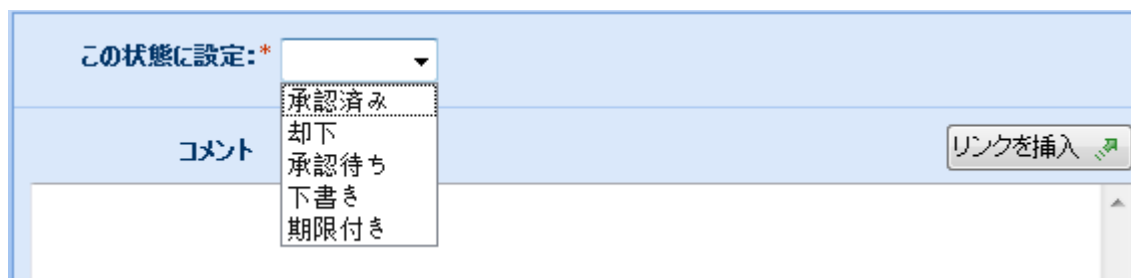 この状態に設定:*
承認済み
却下
承認待ち
下書き
期限付き
コメント
リンクを挿入